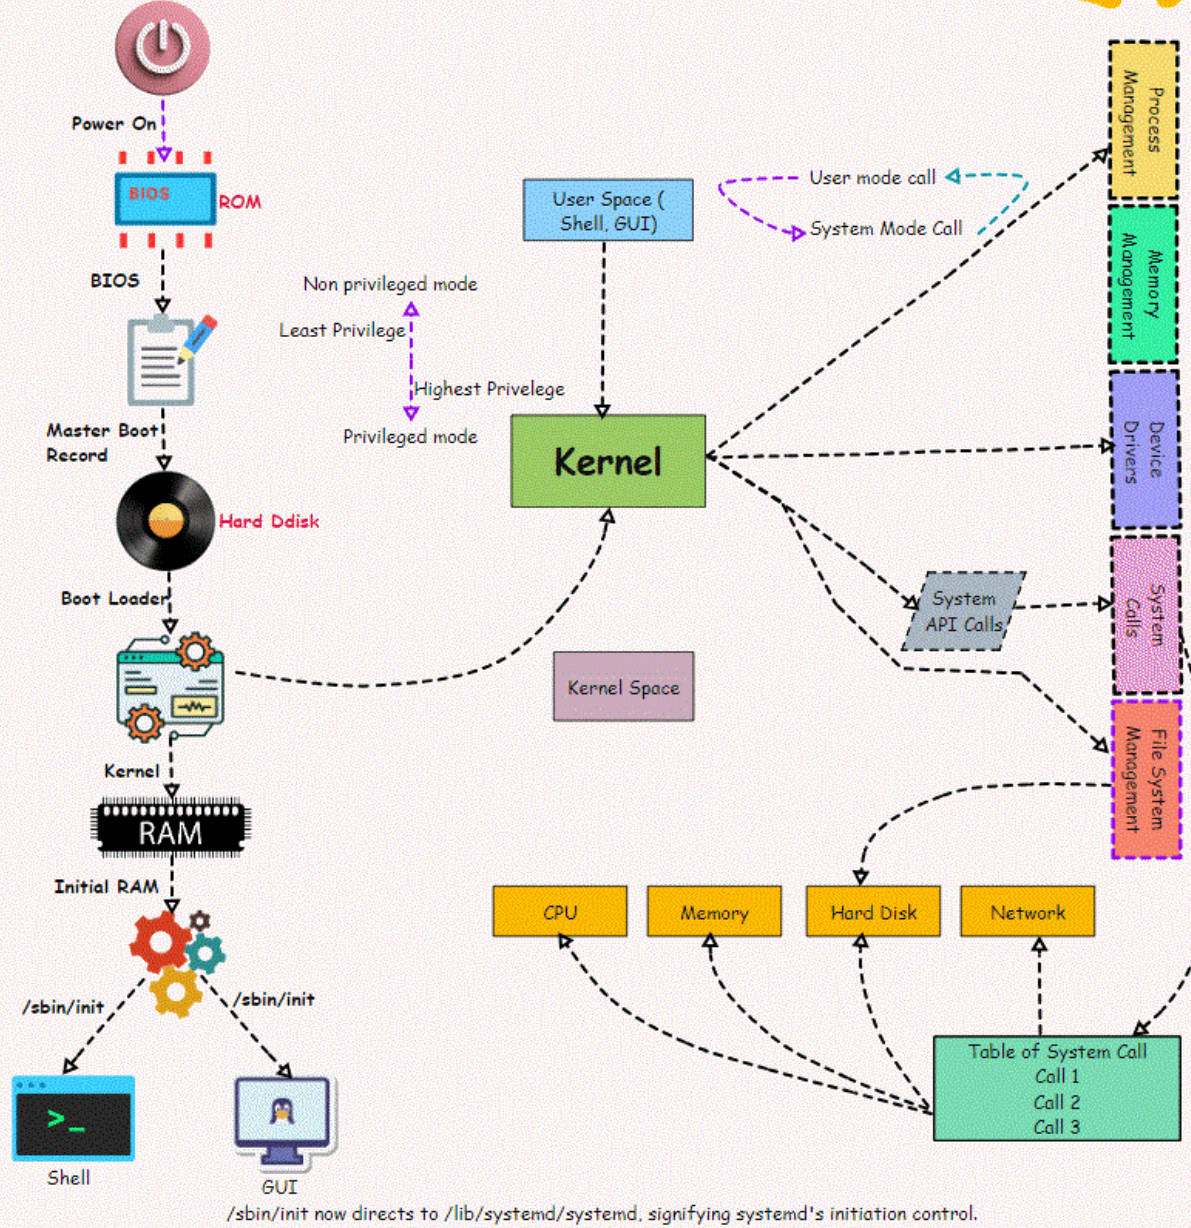 Power On
BIOS
ROM
BIOS
Master Boot
Record
Hard Ddisk
Boot Loader
Kernel
RAM
Initial RAM
/sbin/init
/sbin/init
>_
Shell
GUI
User Space (
Shell, GUI)
Non privileged mode
Least Privilege
Highest Privelege
Privileged mode
Kernel
User mode call
System Mode Call
System
API Calls
Kernel Space
Process
Management
Memory
Management
Device
Drivers
System
Calls
File System
Management
CPU
Memory
Hard Disk
Network
Table of System Call
Call 1
Call 2
Call 3
/sbin/init now directs to /lib/systemd/systemd, signifying systemd's initiation control.